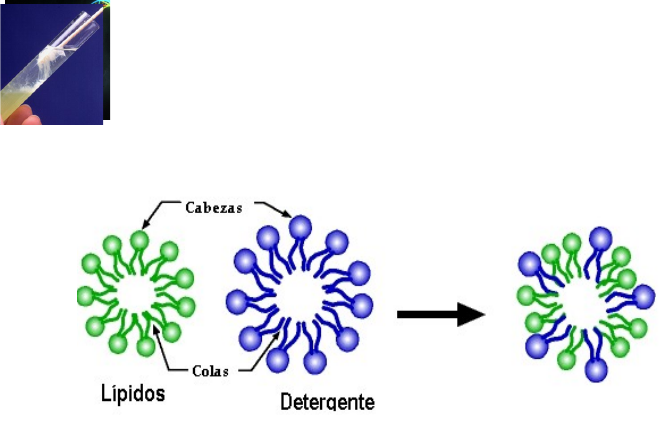 Cabezas
Colas
Lípidos
Detergente